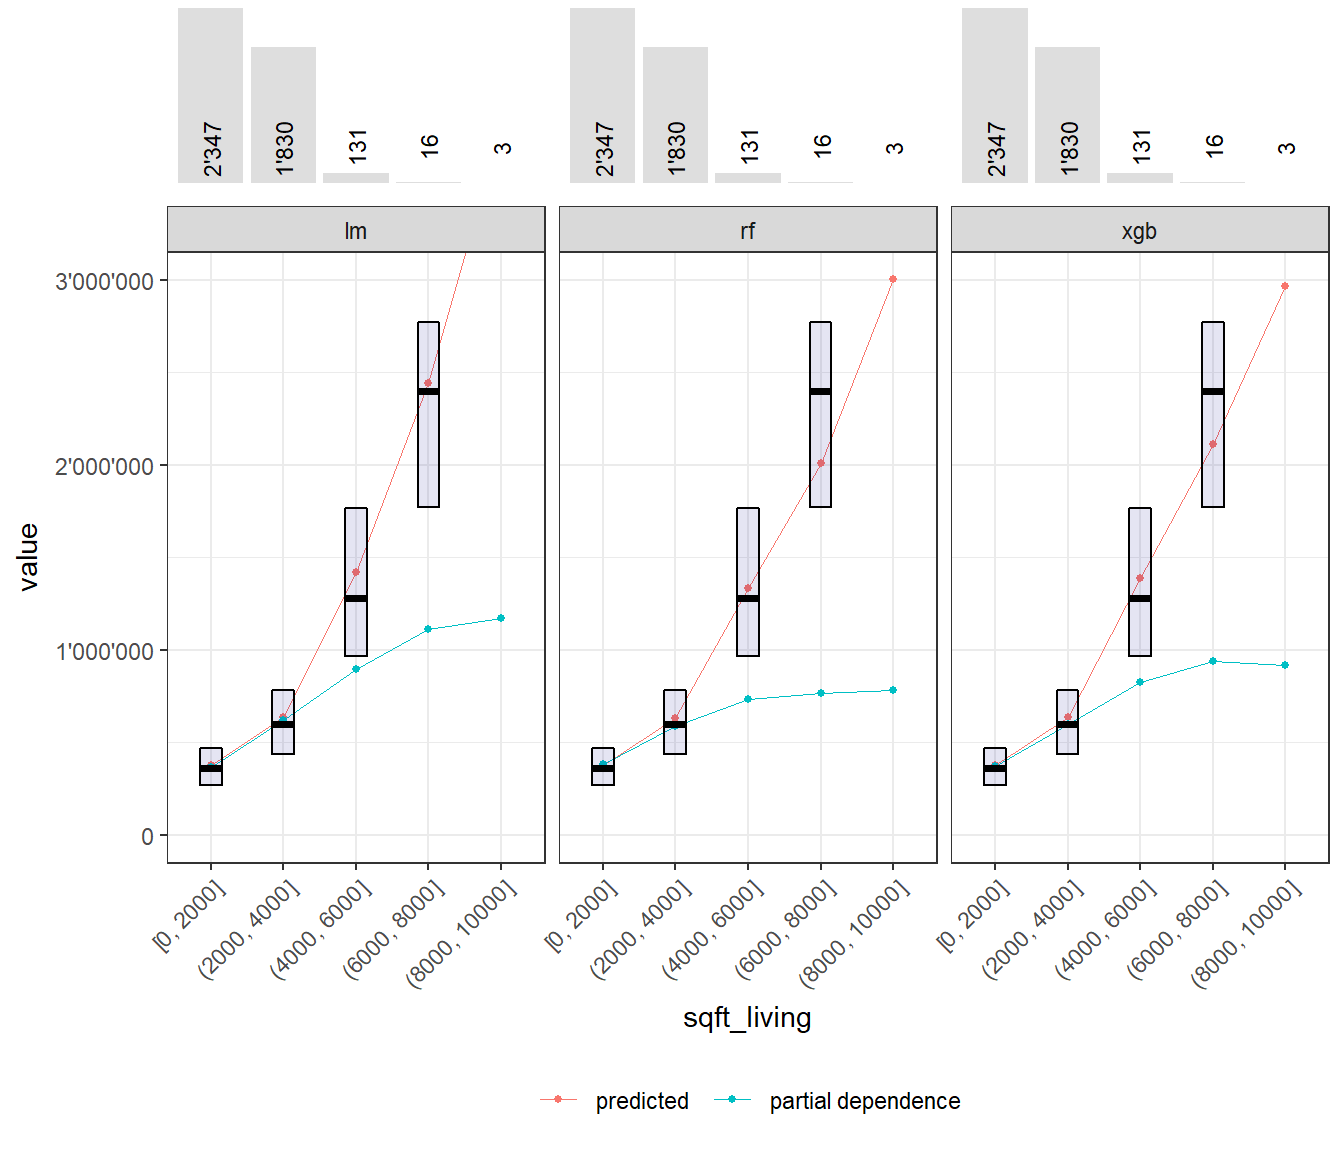 2'347 1'830 131 16 3 2'347 1'830 131 16 3 2'347 1'830 131 16 3
lm rf xgb
3'000'000
2'000'000
1'000'000
0
value
[0, 2000] (2000, 4000] (4000, 6000] (6000, 8000] (8000, 10000] [0, 2000] (2000, 4000] (4000, 6000] (6000, 8000] (8000, 10000] [0, 2000] (2000, 4000] (4000, 6000] (6000, 8000] (8000, 10000]
sqft_living
predicted partial dependence